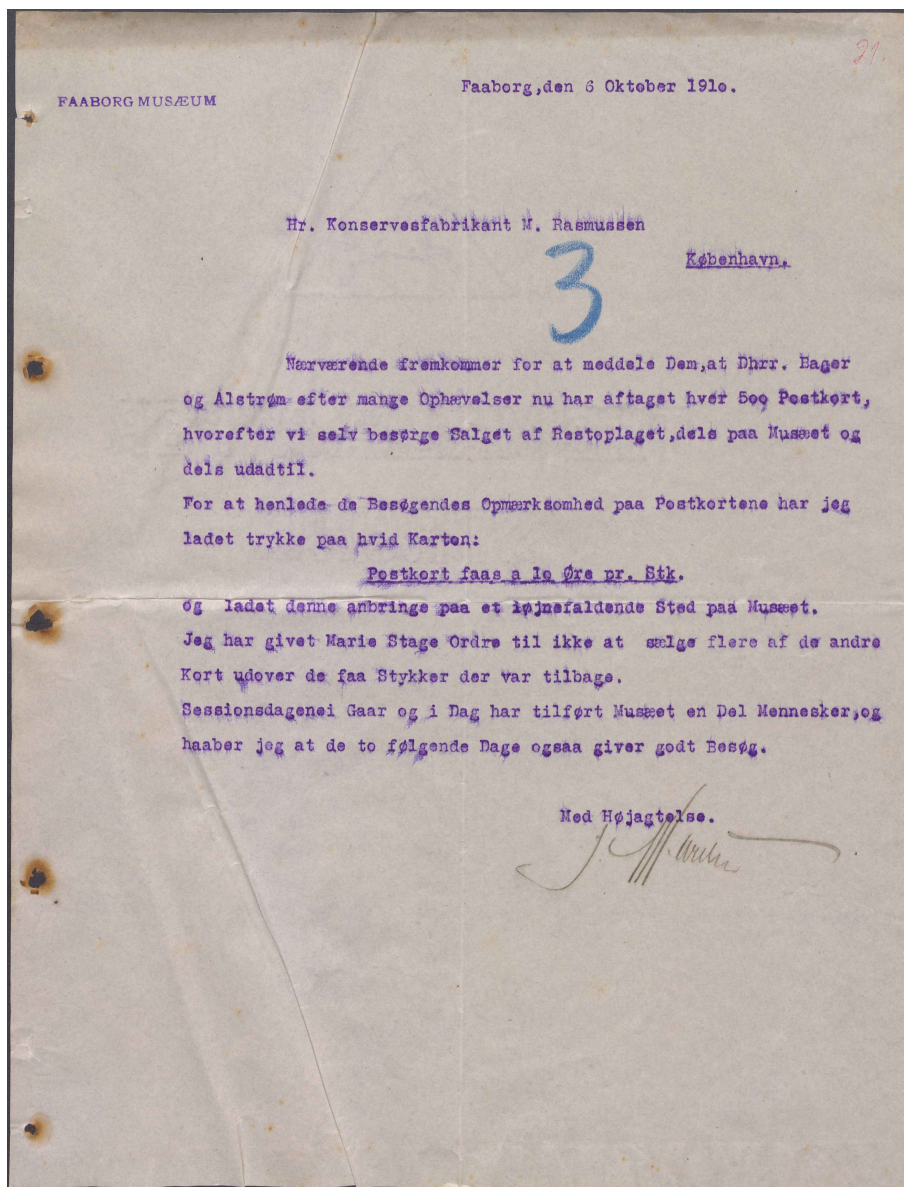 21.
Faaborg,den 6 Oktober 1910.
FAABORG MUSÆUM
Hr. Konservesfabrikant M. Rasmussen
København.
3
Nærværende fremkommer for at meddele Dem,at Dhrr. Bager
og Alstrøm efter mange Ophævelser nu har aftaget hver 500 Postkort,
hvorefter vi selv besørge Salget af Restoplaget,dels paa Musæet og
dels udadtil.
For at henlede de Besøgendes Opmærksomhed paa Postkortene har jeg
ladet trykke paa hvid Karton:
Postkort faas a 10 Øre pr. Stk.
og ladet denne anbringe paa et iøjnefaldende Sted paa Musæet.
Jeg har givet Marie Stage Ordre til ikke at sælge flere af de andre
Kort udover de faa Stykker der var tilbage.
Sessionsdagenei Gaar og i Dag har tilført Musæet en Del Mennesker,og
haaber jeg at de to følgende Dage ogsaa giver godt Besøg.
Med Højagtelse.